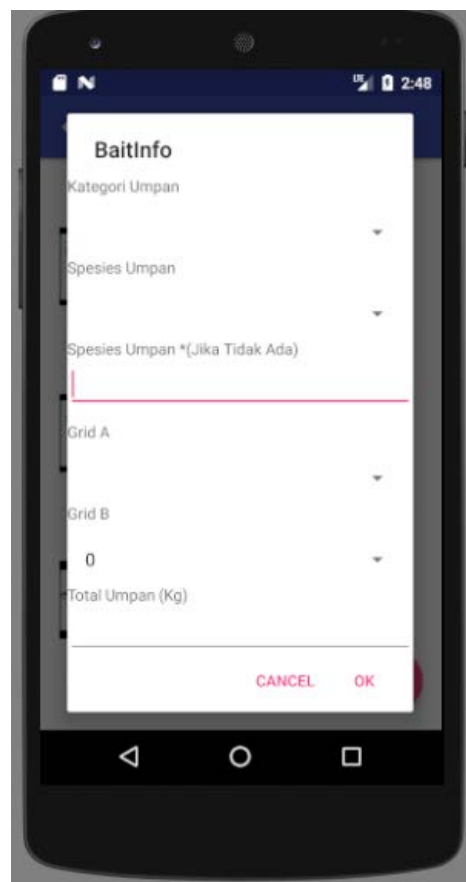 LTE 2:48
BaitInfo
Kategori Umpan
Spesies Umpan
Spesies Umpan *(Jika Tidak Ada)
Grid A
Grid B
0
Total Umpan (Kg)
CANCEL OK